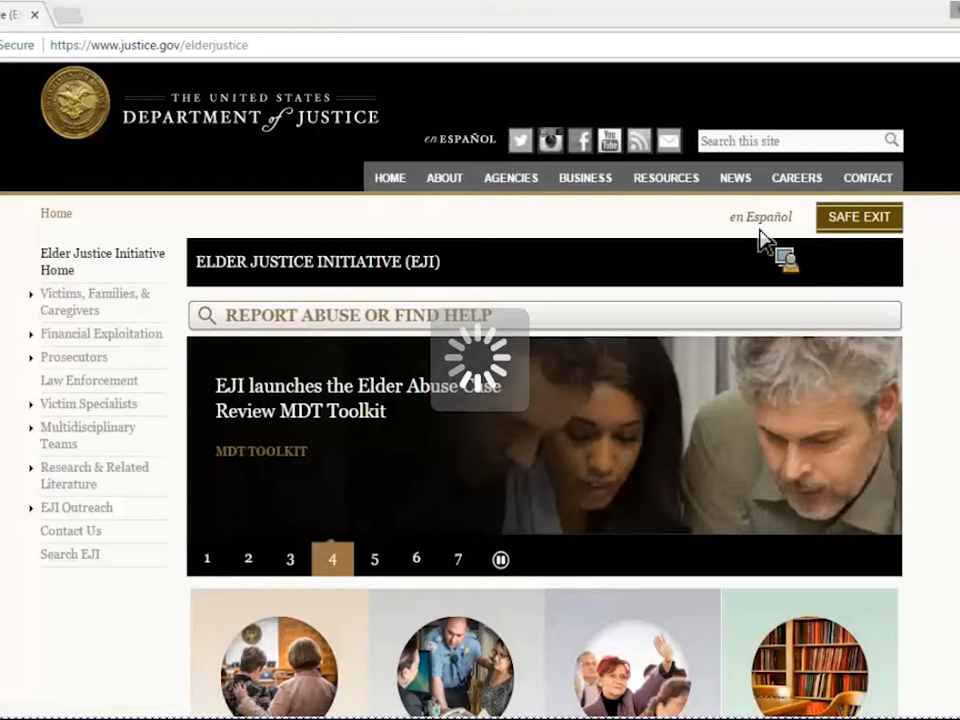 e (E
Secure https://www.justice.gov/elderjustice
THE UNITED STATES
DEPARTMENT of JUSTICE
en ESPAÑOL
You
Tube
Search this site
HOME ABOUT AGENCIES BUSINESS RESOURCES NEWS CAREERS CONTACT
Home
en Español
SAFE EXIT
Elder Justice Initiative
Home
Victims, Families, &
Caregivers
Financial Exploitation
Prosecutors
Law Enforcement
Victim Specialists
Multidisciplinary
Teams
Research & Related
Literature
EJI Outreach
Contact Us
Search EJI
ELDER JUSTICE INITIATIVE (EJI)
REPORT ABUSE OR FIND HELP
EJI launches the Elder Abuse Case
Review MDT Toolkit
MDT TOOLKIT
1 2 3 4 5 6 7